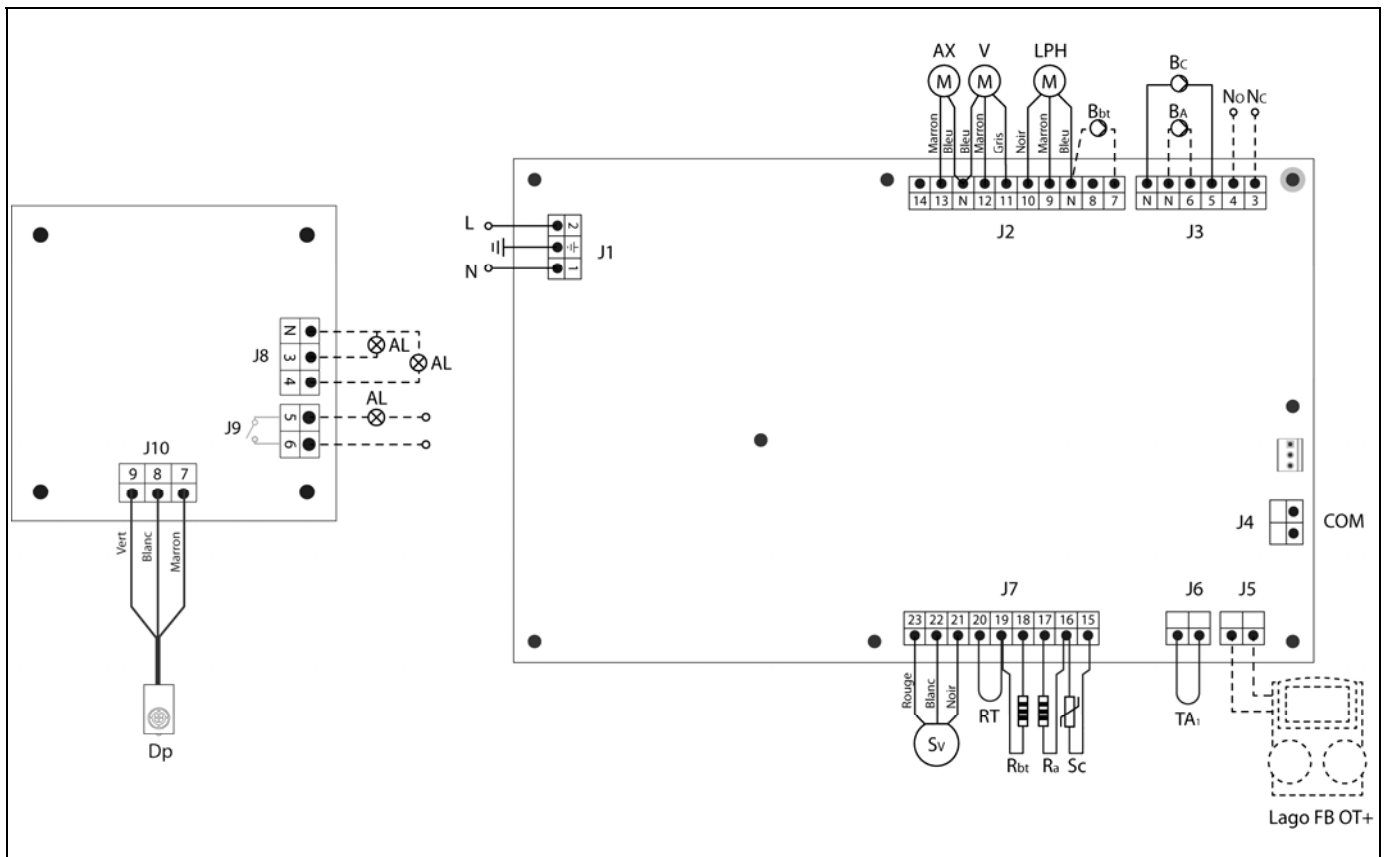 AX V LPH
M M M
Marron Bleu Bleu Marron Gris Noir Marron Bleu
Bbt
BC
BA
NO NC
14 13 N 12 11 10 9 N 8 7
J2
N N 6 5 4 3
J3
L
N
2
1
J1
N
3
4
J8
AL
AL
AL
5
6
J9
J10
9 8 7
Vert Blanc Marron
Dp
J4 COM
J7
23 22 21 20 19 18 17 16 15
Rouge Blanc Noir
SV
RT
Rbt Ra Sc
J6
TA1
J5
Lago FB OT+